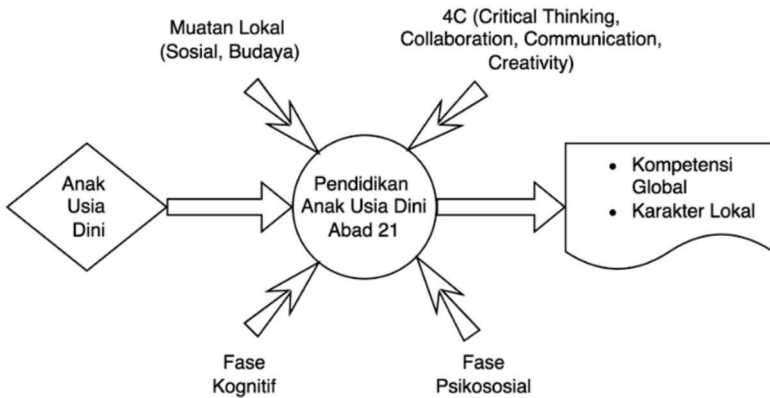 Muatan Lokal
(Sosial, Budaya)
4C (Critical Thinking,
Collaboration, Communication,
Creativity)
Anak
Usia
Dini
Pendidikan
Anak Usia Dini
Abad 21
• Kompetensi
Global
• Karakter Lokal
Fase
Kognitif
Fase
Psikososial